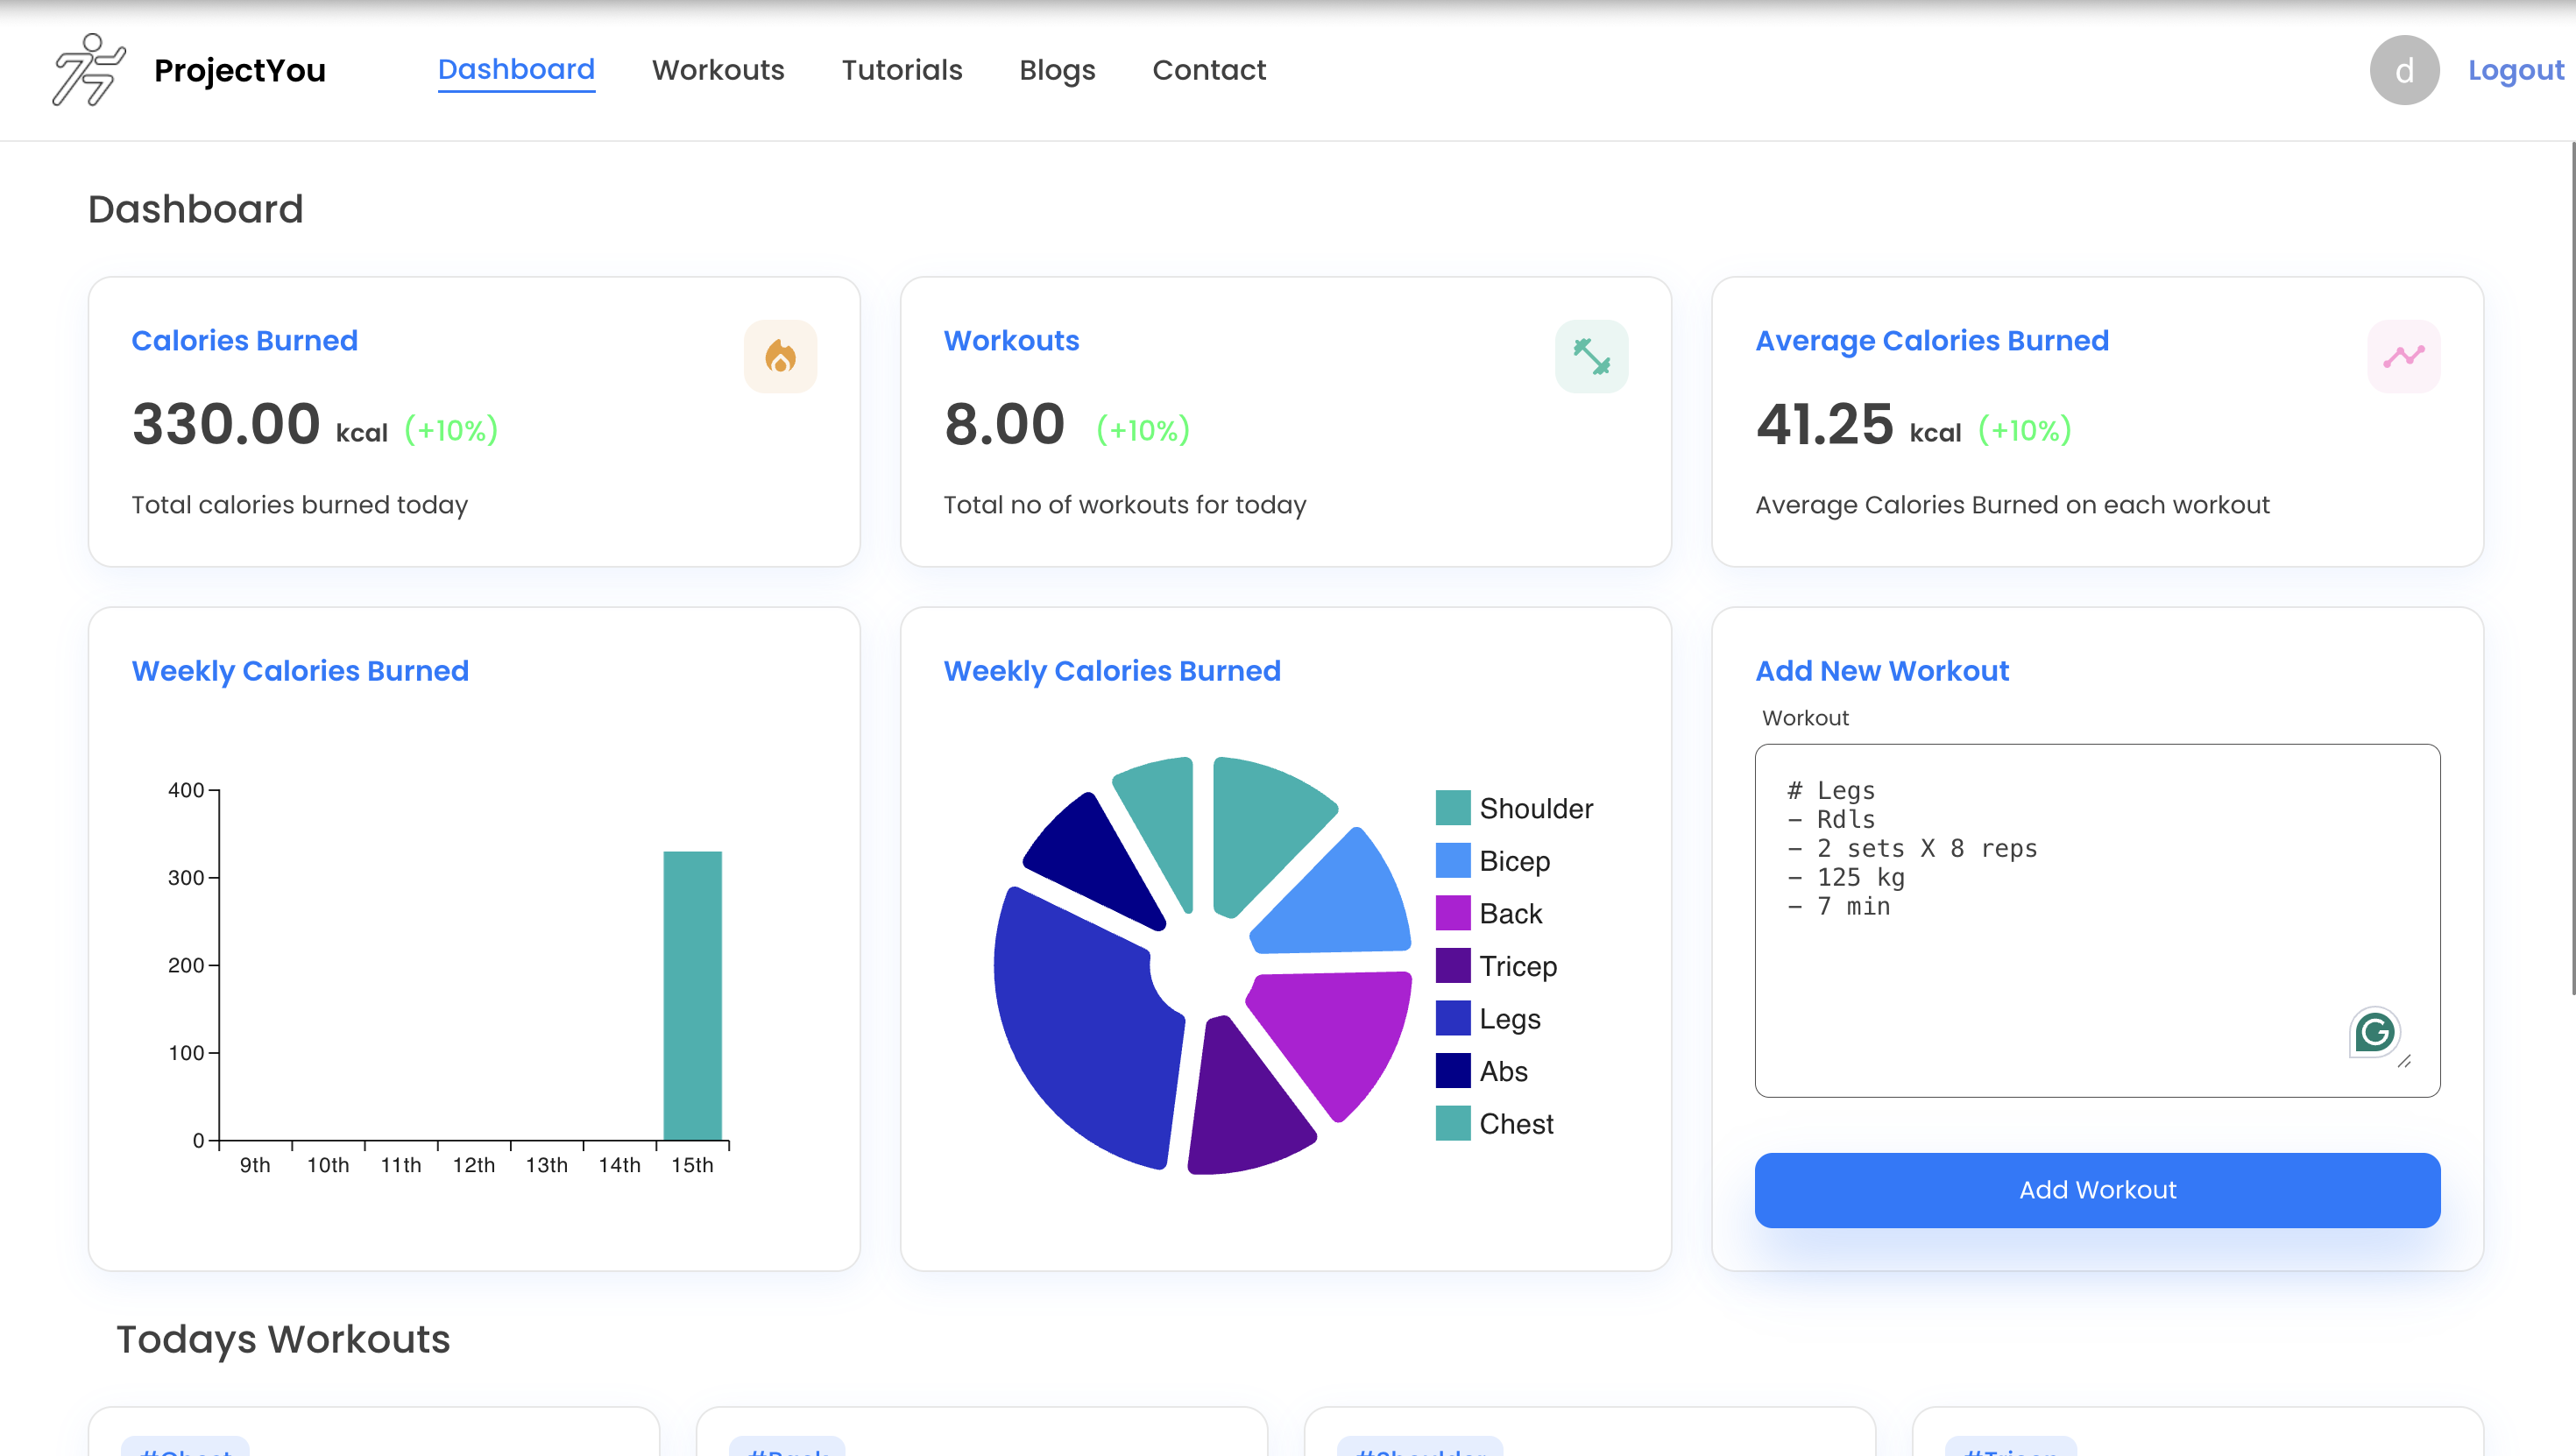 ProjectYou
Dashboard
Workouts
Tutorials
Blogs
Contact
d
Logout
Dashboard
Calories Burned
330.00 kcal (+10%)
Total calories burned today
Workouts
8.00 (+10%)
Total no of workouts for today
Average Calories Burned
41.25 kcal (+10%)
Average Calories Burned on each workout
Weekly Calories Burned
400
300
200
100
0
9th 10th 11th 12th 13th 14th 15th
Weekly Calories Burned
Shoulder
Bicep
Back
Tricep
Legs
Abs
Chest
Add New Workout
Workout
# Legs
- Rdls
- 2 sets X 8 reps
- 125 kg
- 7 min
Add Workout
Todays Workouts
#Chest
#Back
#Shoulder
#Tricep